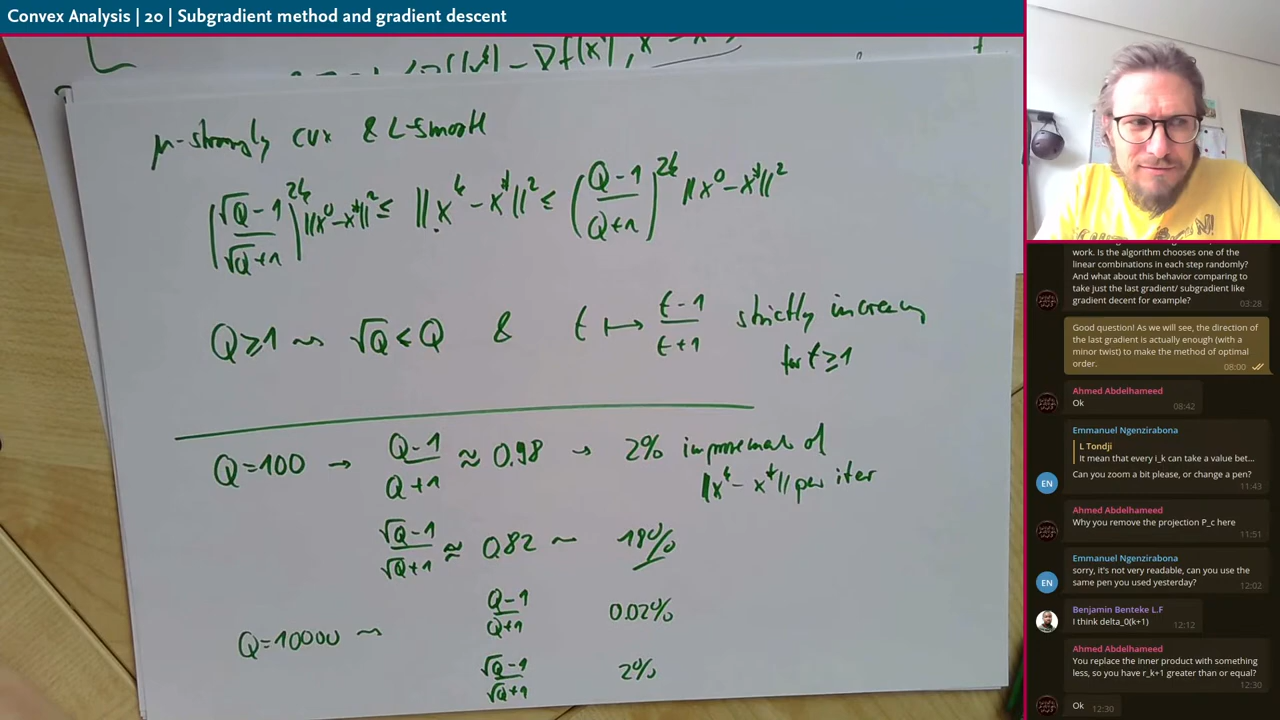 Convex Analysis | 20 | Subgradient method and gradient descent
μ-strongly cvx & L-smooth
((√Q-1)/(√Q+1))^{2k} ||x^0-x^*||^2 ≤ ||x^k - x^*||^2 ≤ ((Q-1)/(Q+1))^{2k} ||x^0-x^*||^2
Q≥1 ⇝ √Q < Q & t ↦ (t-1)/(t+1) strictly increasing
for t≥1
Q=100 → (Q-1)/(Q+1) ≈ 0.98 → 2% improvement of
||x^k - x^*|| per iter
(√Q-1)/(√Q+1) ≈ 0.82 ~ 18%
Q=10000 ~ (Q-1)/(Q+1) 0.02%
(√Q-1)/(√Q+1) 2%
work. Is the algorithm chooses one of the
linear combinations in each step randomly?
And what about this behavior comparing to
take just the last gradient/ subgradient like
gradient decent for example?
03:28
Good question! As we will see, the direction of
the last gradient is actually enough (with a
minor twist) to make the method of optimal
order.
08:00
Ahmed Abdelhameed
Ok
08:42
Emmanuel Ngenzirabona
L Tondji
It mean that every i_k can take a value bet...
EN
Can you zoom a bit please, or change a pen?
11:43
Ahmed Abdelhameed
Why you remove the projection P_c here
11:51
Emmanuel Ngenzirabona
sorry, it's not very readable, can you use the
same pen you used yesterday?
EN
12:02
Benjamin Benteke L.F
I think delta_0(k+1)
12:12
Ahmed Abdelhameed
You replace the inner product with something
less, so you have r_k+1 greater than or equal?
12:30
Ok
12:30